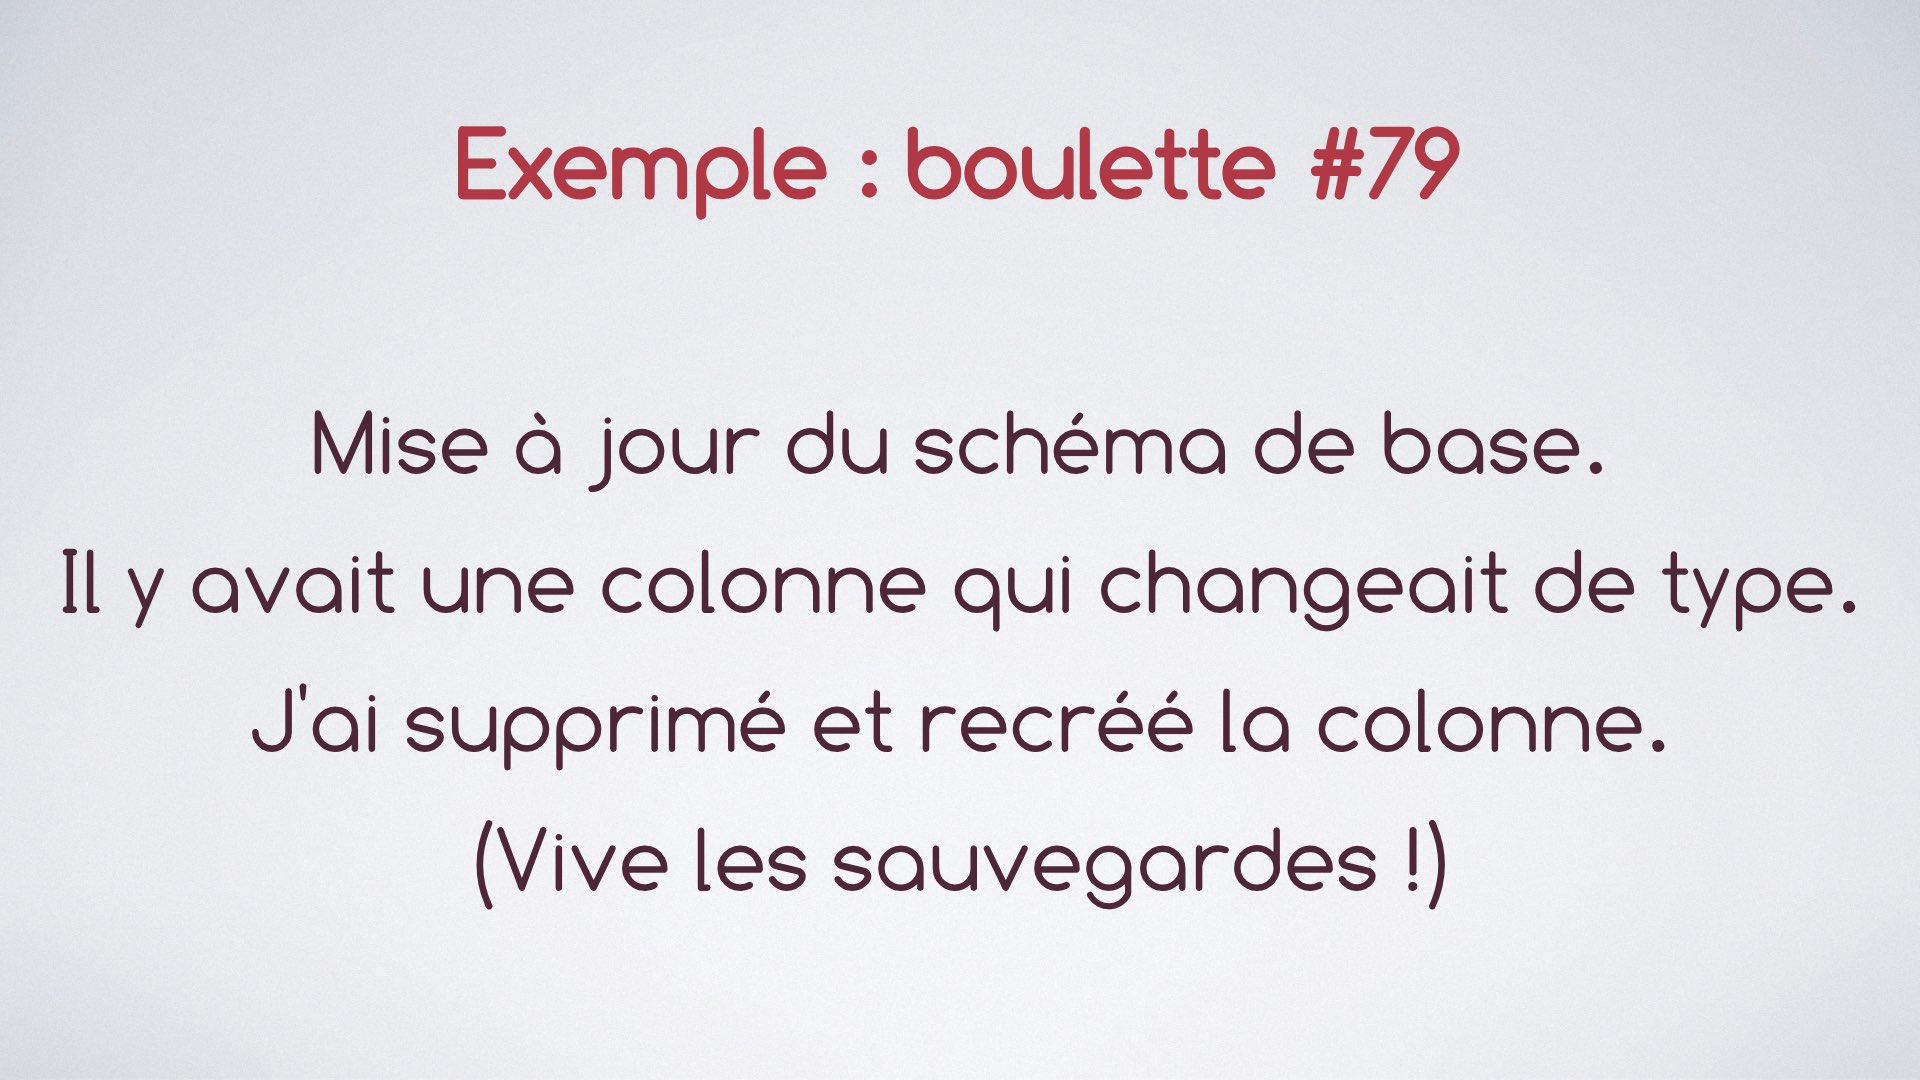 Exemple : boulette #79
Mise à jour du schéma de base.
Il y avait une colonne qui changeait de type.
J'ai supprimé et recréé la colonne.
(Vive les sauvegardes !)